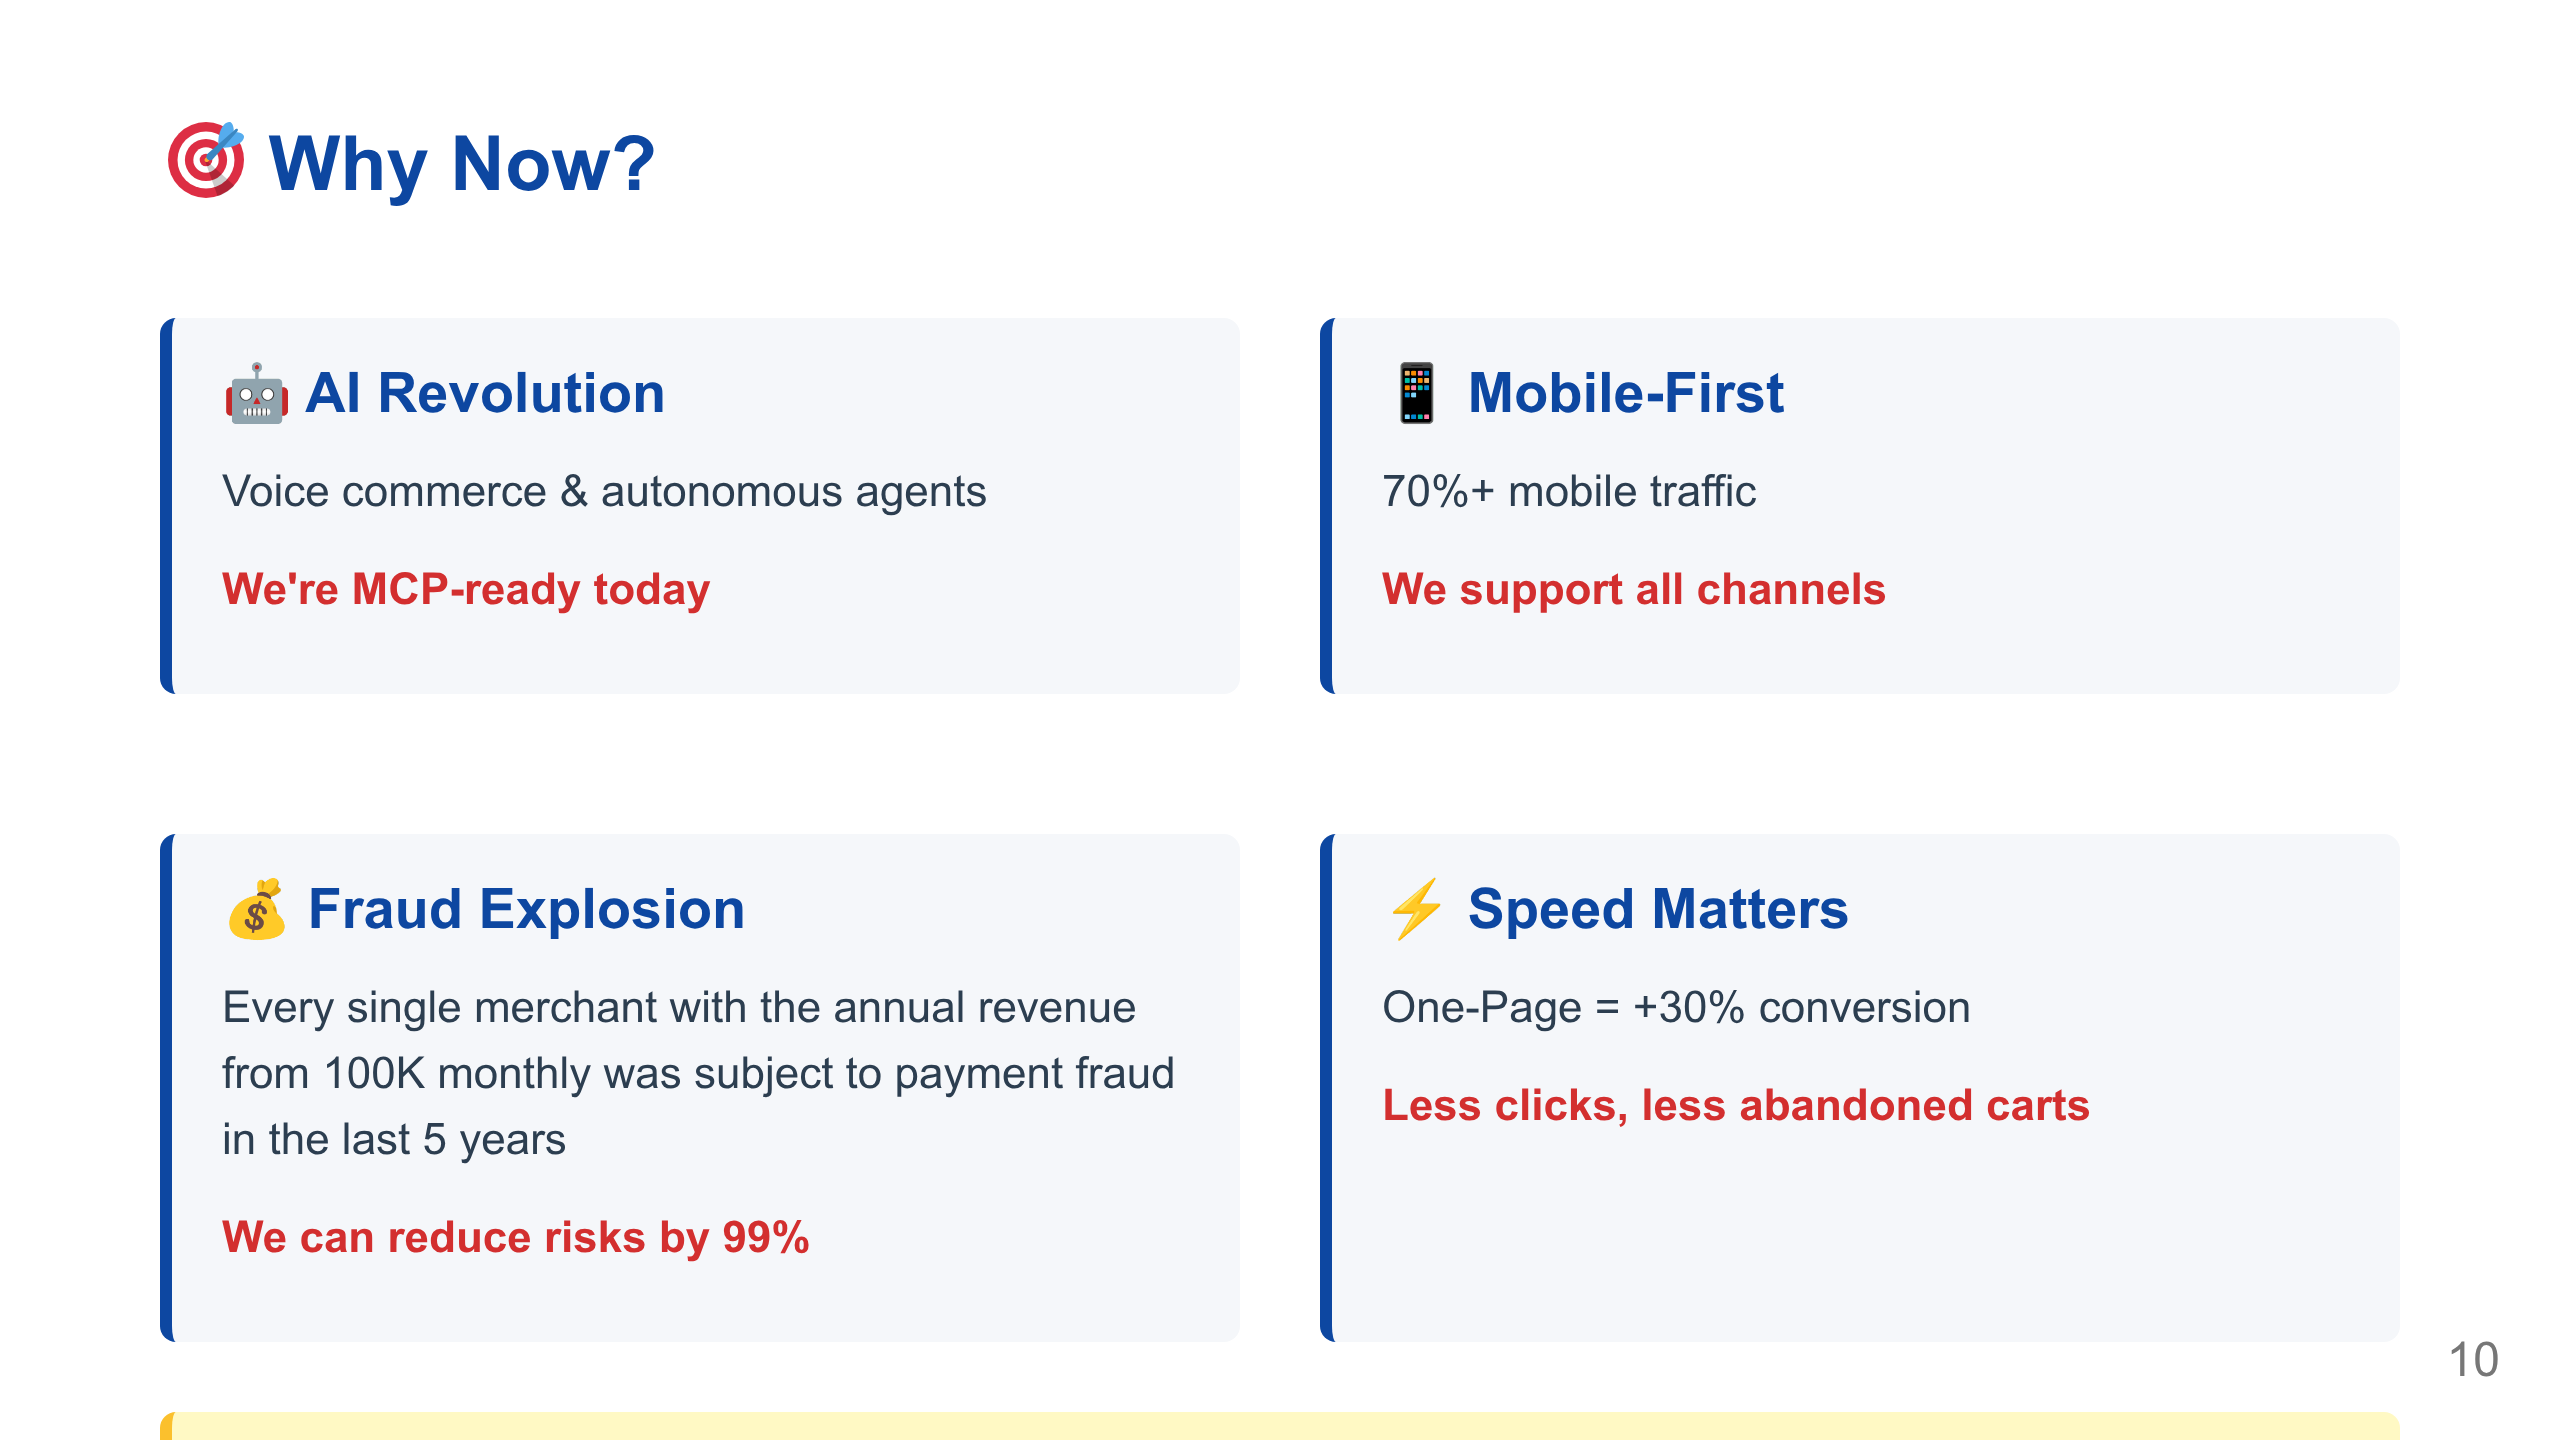 🎯 Why Now?
🤖 AI Revolution
Voice commerce & autonomous agents
We're MCP-ready today
📱 Mobile-First
70%+ mobile traffic
We support all channels
💰 Fraud Explosion
Every single merchant with the annual revenue
from 100K monthly was subject to payment fraud
in the last 5 years
We can reduce risks by 99%
⚡ Speed Matters
One-Page = +30% conversion
Less clicks, less abandoned carts
10